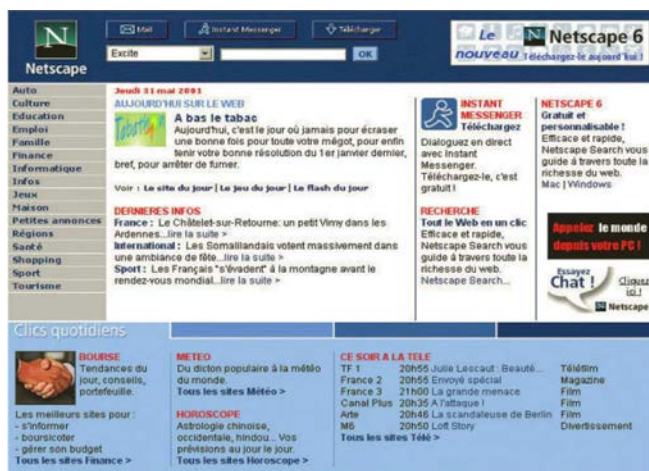 N
Netscape
Mail
Instant Messenger
Télécharger
Excite
OK
Le nouveau
N Netscape 6
Téléchargez-le aujourd'hui !
Auto
Culture
Education
Emploi
Famille
Finance
Informatique
Infos
Jeux
Maison
Petites annonces
Régions
Santé
Shopping
Sport
Tourisme
Jeudi 31 mai 2001
AUJOURD'HUI SUR LE WEB
A bas le tabac
Aujourd'hui, c'est le jour où jamais pour écraser
une bonne fois pour toute votre mégot, pour enfin
tenir votre bonne résolution du 1er janvier dernier,
bref, pour arrêter de fumer.
Voir : Le site du jour | Le jeu du jour | Le flash du jour
DERNIERES INFOS
France : Le Châtelet-sur-Retourne: un petit Vimy dans les
Ardennes...lire la suite >
International : Les Somalilandais votent massivement dans
une ambiance de fête...lire la suite >
Sport : Les Français "s'évadent" à la montagne avant le
rendez-vous mondial...lire la suite >
INSTANT
MESSENGER
Téléchargez
Dialoguez en direct
avec Instant
Messenger.
Téléchargez-le, c'est
gratuit !
RECHERCHE
Tout le Web en un clic
Efficace et rapide,
Netscape Search vous
guide à travers toute la
richesse du web.
Netscape Search...
NETSCAPE 6
Gratuit et
personnalisable !
Efficace et rapide,
Netscape Search vous
guide à travers toute la
richesse du web.
Mac | Windows
Appelez le monde
depuis votre PC !
Essayez
Chat !
Cliquez
ici !
N Netscape
Clics quotidiens
BOURSE
Tendances du
jour, conseils,
portefeuille.
Les meilleurs sites pour :
- s'informer
- boursicoter
- gérer son budget
Tous les sites Finance >
METEO
Du dicton populaire à la météo
du monde.
Tous les sites Météo >
HOROSCOPE
Astrologie chinoise,
occidentale, hindou... Vos
prévisions au jour le jour.
Tous les sites Horoscope >
CE SOIR A LA TELE
TF 1 20h55 Julie Lescaut : Beauté... Téléfilm
France 2 20h55 Envoyé spécial Magazine
France 3 21h00 La grande menace Film
Canal Plus 20h35 A l'attaque ! Film
Arte 20h46 La scandaleuse de Berlin Film
M6 20h50 Loft Story Divertissement
Tous les sites Télé >